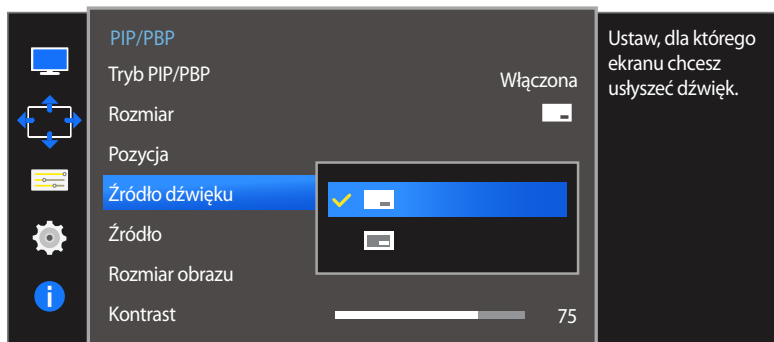 PIP/PBP
Tryb PIP/PBP
Włączona
Rozmiar
Pozycja
Źródło dźwięku
Źródło
Rozmiar obrazu
Kontrast
75
Ustaw, dla którego
ekranu chcesz
usłyszeć dźwięk.
i